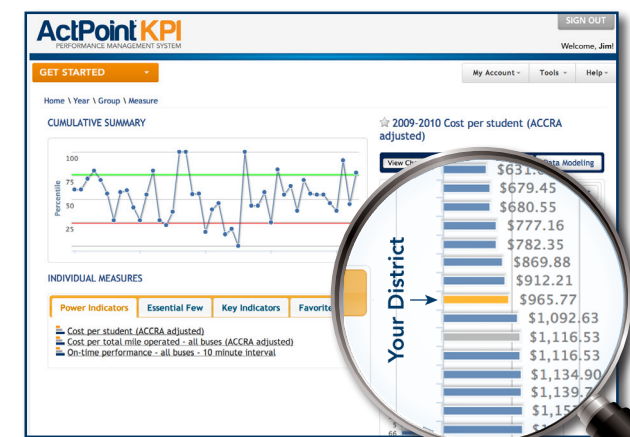 ActPoint KPI
PERFORMANCE MANAGEMENT SYSTEM
SIGN OUT
Welcome, Jim!
GET STARTED
My Account
Tools
Help
Home \ Year \ Group \ Measure
CUMULATIVE SUMMARY
2009-2010 Cost per student (ACCRA
adjusted)
View
Data Modeling
Percentile
100
75
50
25
Your District
$679.45
$680.55
$777.16
$782.35
$869.88
$912.21
$965.77
$1,092.63
$1,116.53
$1,116.53
$1,134.90
INDIVIDUAL MEASURES
Power Indicators
Essential Few
Key Indicators
Cost per student (ACCRA adjusted)
Cost per total mile operated - all buses (ACCRA adjusted)
On-time performance - all buses - 10 minute interval